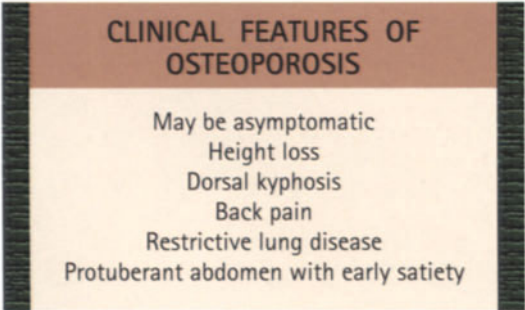 CLINICAL FEATURES OF
OSTEOPOROSIS
May be asymptomatic
Height loss
Dorsal kyphosis
Back pain
Restrictive lung disease
Protuberant abdomen with early satiety